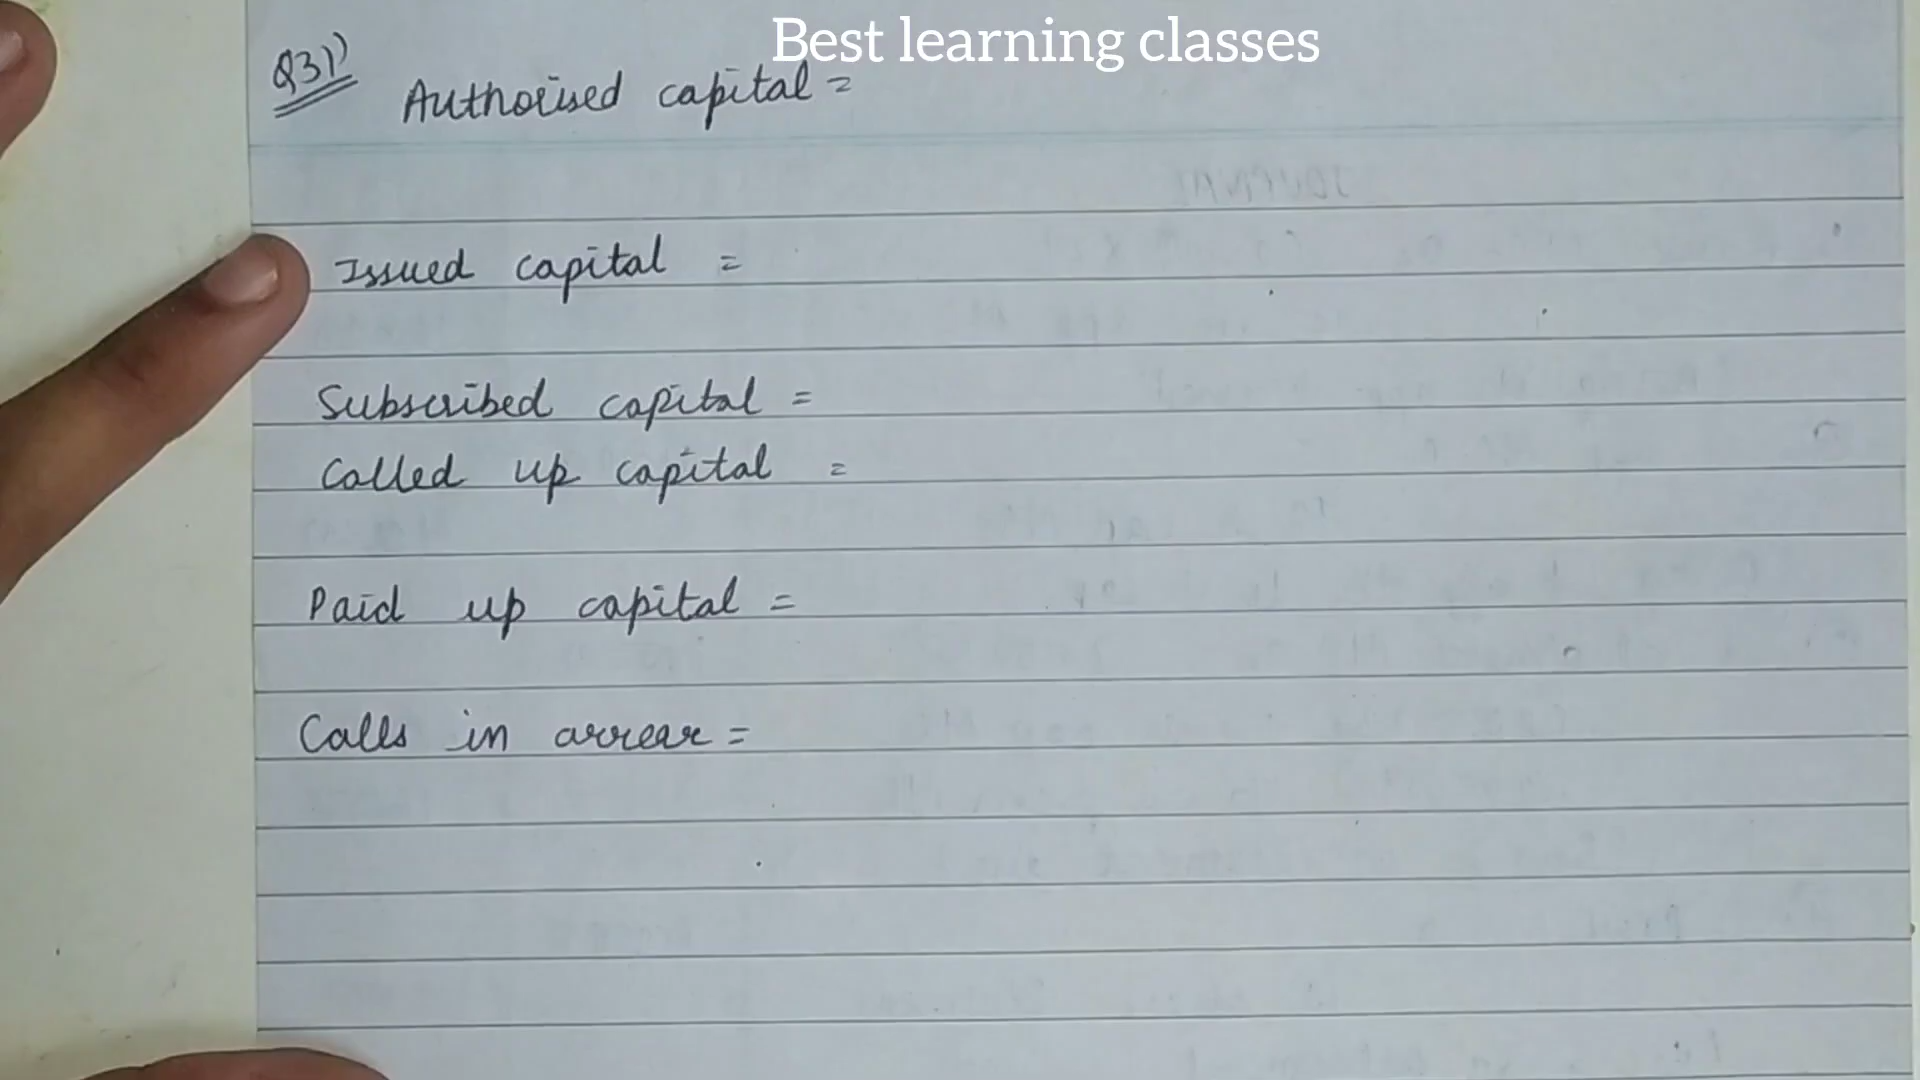 Best learning classes
Q31)
Authorised capital =
Issued capital =
Subscribed capital =
Called up capital =
Paid up capital =
Calls in arrear =